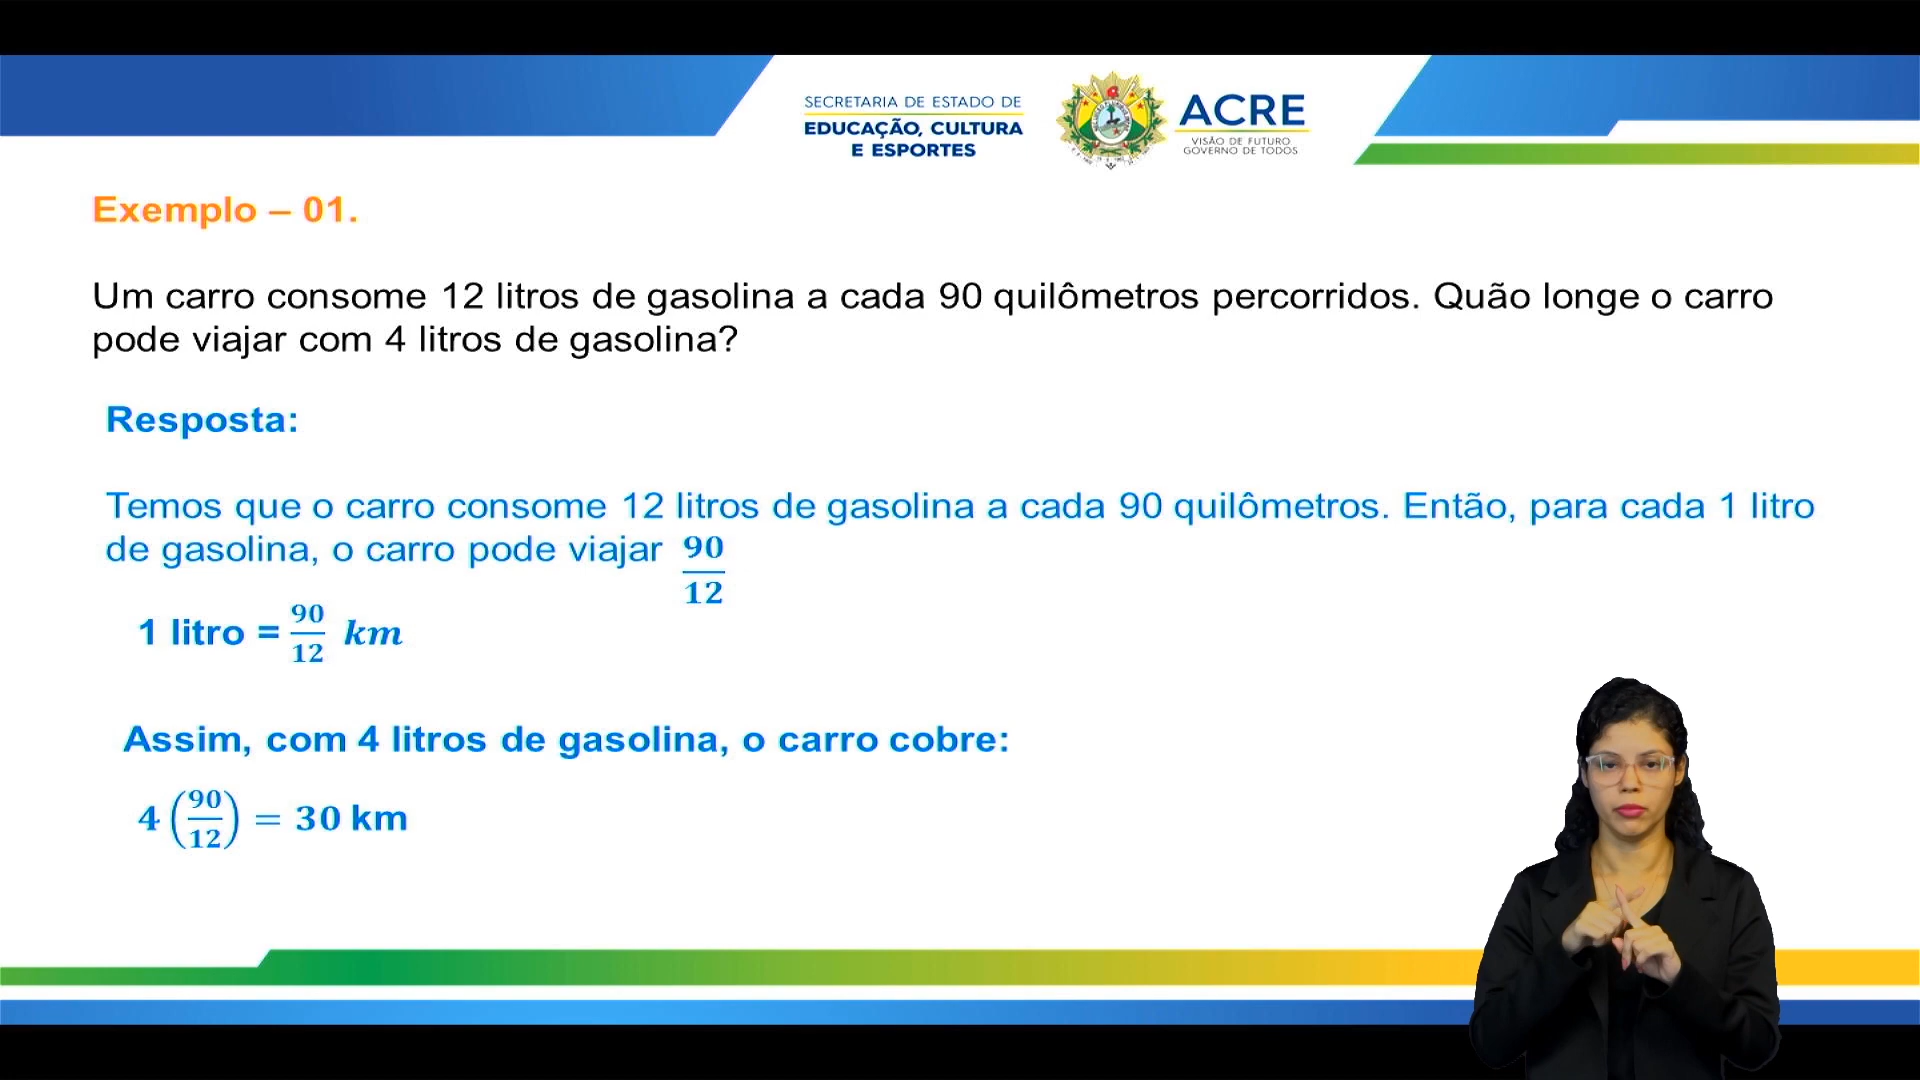 SECRETARIA DE ESTADO DE
EDUCAÇÃO, CULTURA
E ESPORTES
ACRE
VISÃO DE FUTURO
GOVERNO DE TODOS
Exemplo – 01.
Um carro consome 12 litros de gasolina a cada 90 quilômetros percorridos. Quão longe o carro
pode viajar com 4 litros de gasolina?
Resposta:
Temos que o carro consome 12 litros de gasolina a cada 90 quilômetros. Então, para cada 1 litro
de gasolina, o carro pode viajar 90/12
1 litro = 90/12 km
Assim, com 4 litros de gasolina, o carro cobre:
4 (90/12) = 30 km